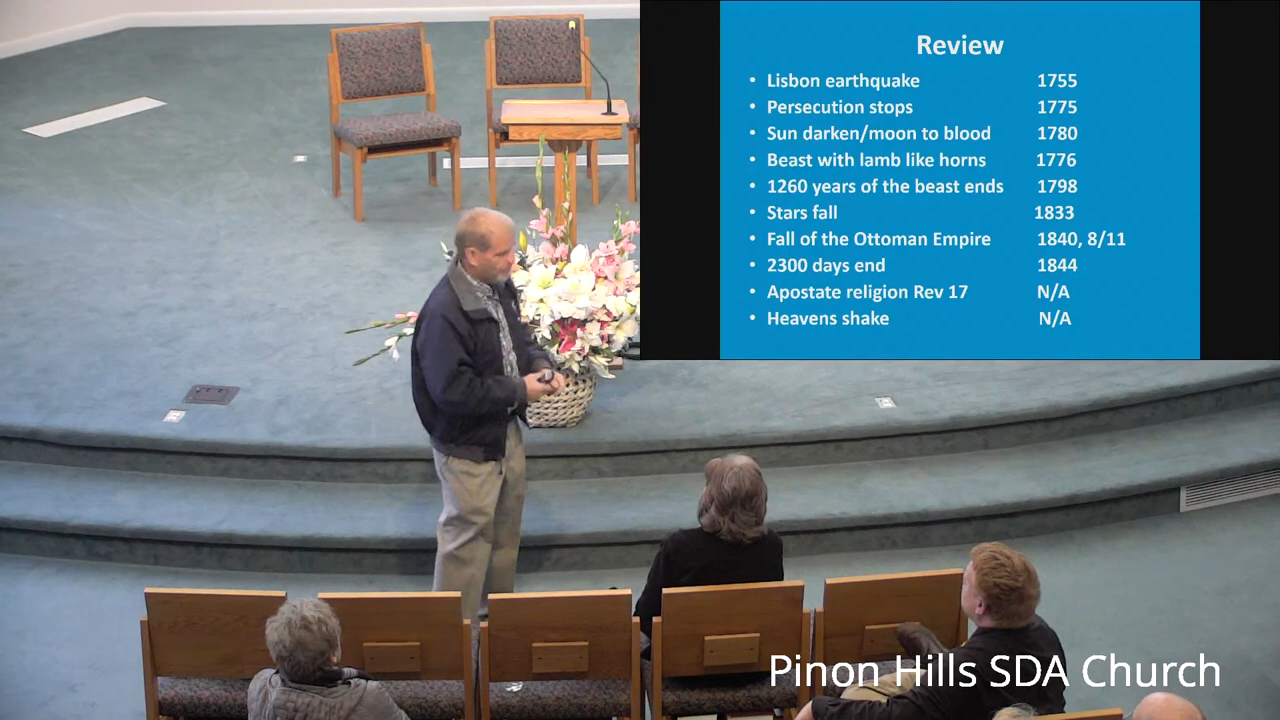 Review
• Lisbon earthquake 1755
• Persecution stops 1775
• Sun darken/moon to blood 1780
• Beast with lamb like horns 1776
• 1260 years of the beast ends 1798
• Stars fall 1833
• Fall of the Ottoman Empire 1840, 8/11
• 2300 days end 1844
• Apostate religion Rev 17 N/A
• Heavens shake N/A
Pinon Hills SDA Church